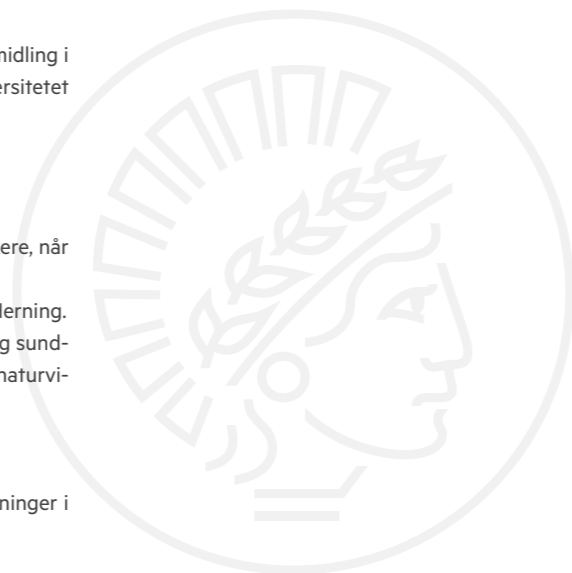 midling i
ersitetet
ere, når
lerning.
g sund-
naturvi-
ninger i